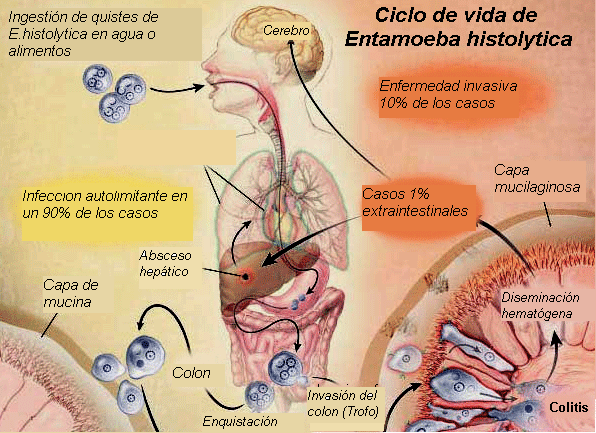 Ingestión de quistes de
E.histolytica en agua o
alimentos
Ciclo de vida de
Entamoeba histolytica
Cerebro
Enfermedad invasiva
10% de los casos
Infeccion autolimitante en
un 90% de los casos
Casos 1%
extraintestinales
Capa
mucilaginosa
Absceso
hepático
Capa de
mucina
Diseminación
hematógena
Colon
Invasión del
colon (Trofo)
Colitis
Enquistación